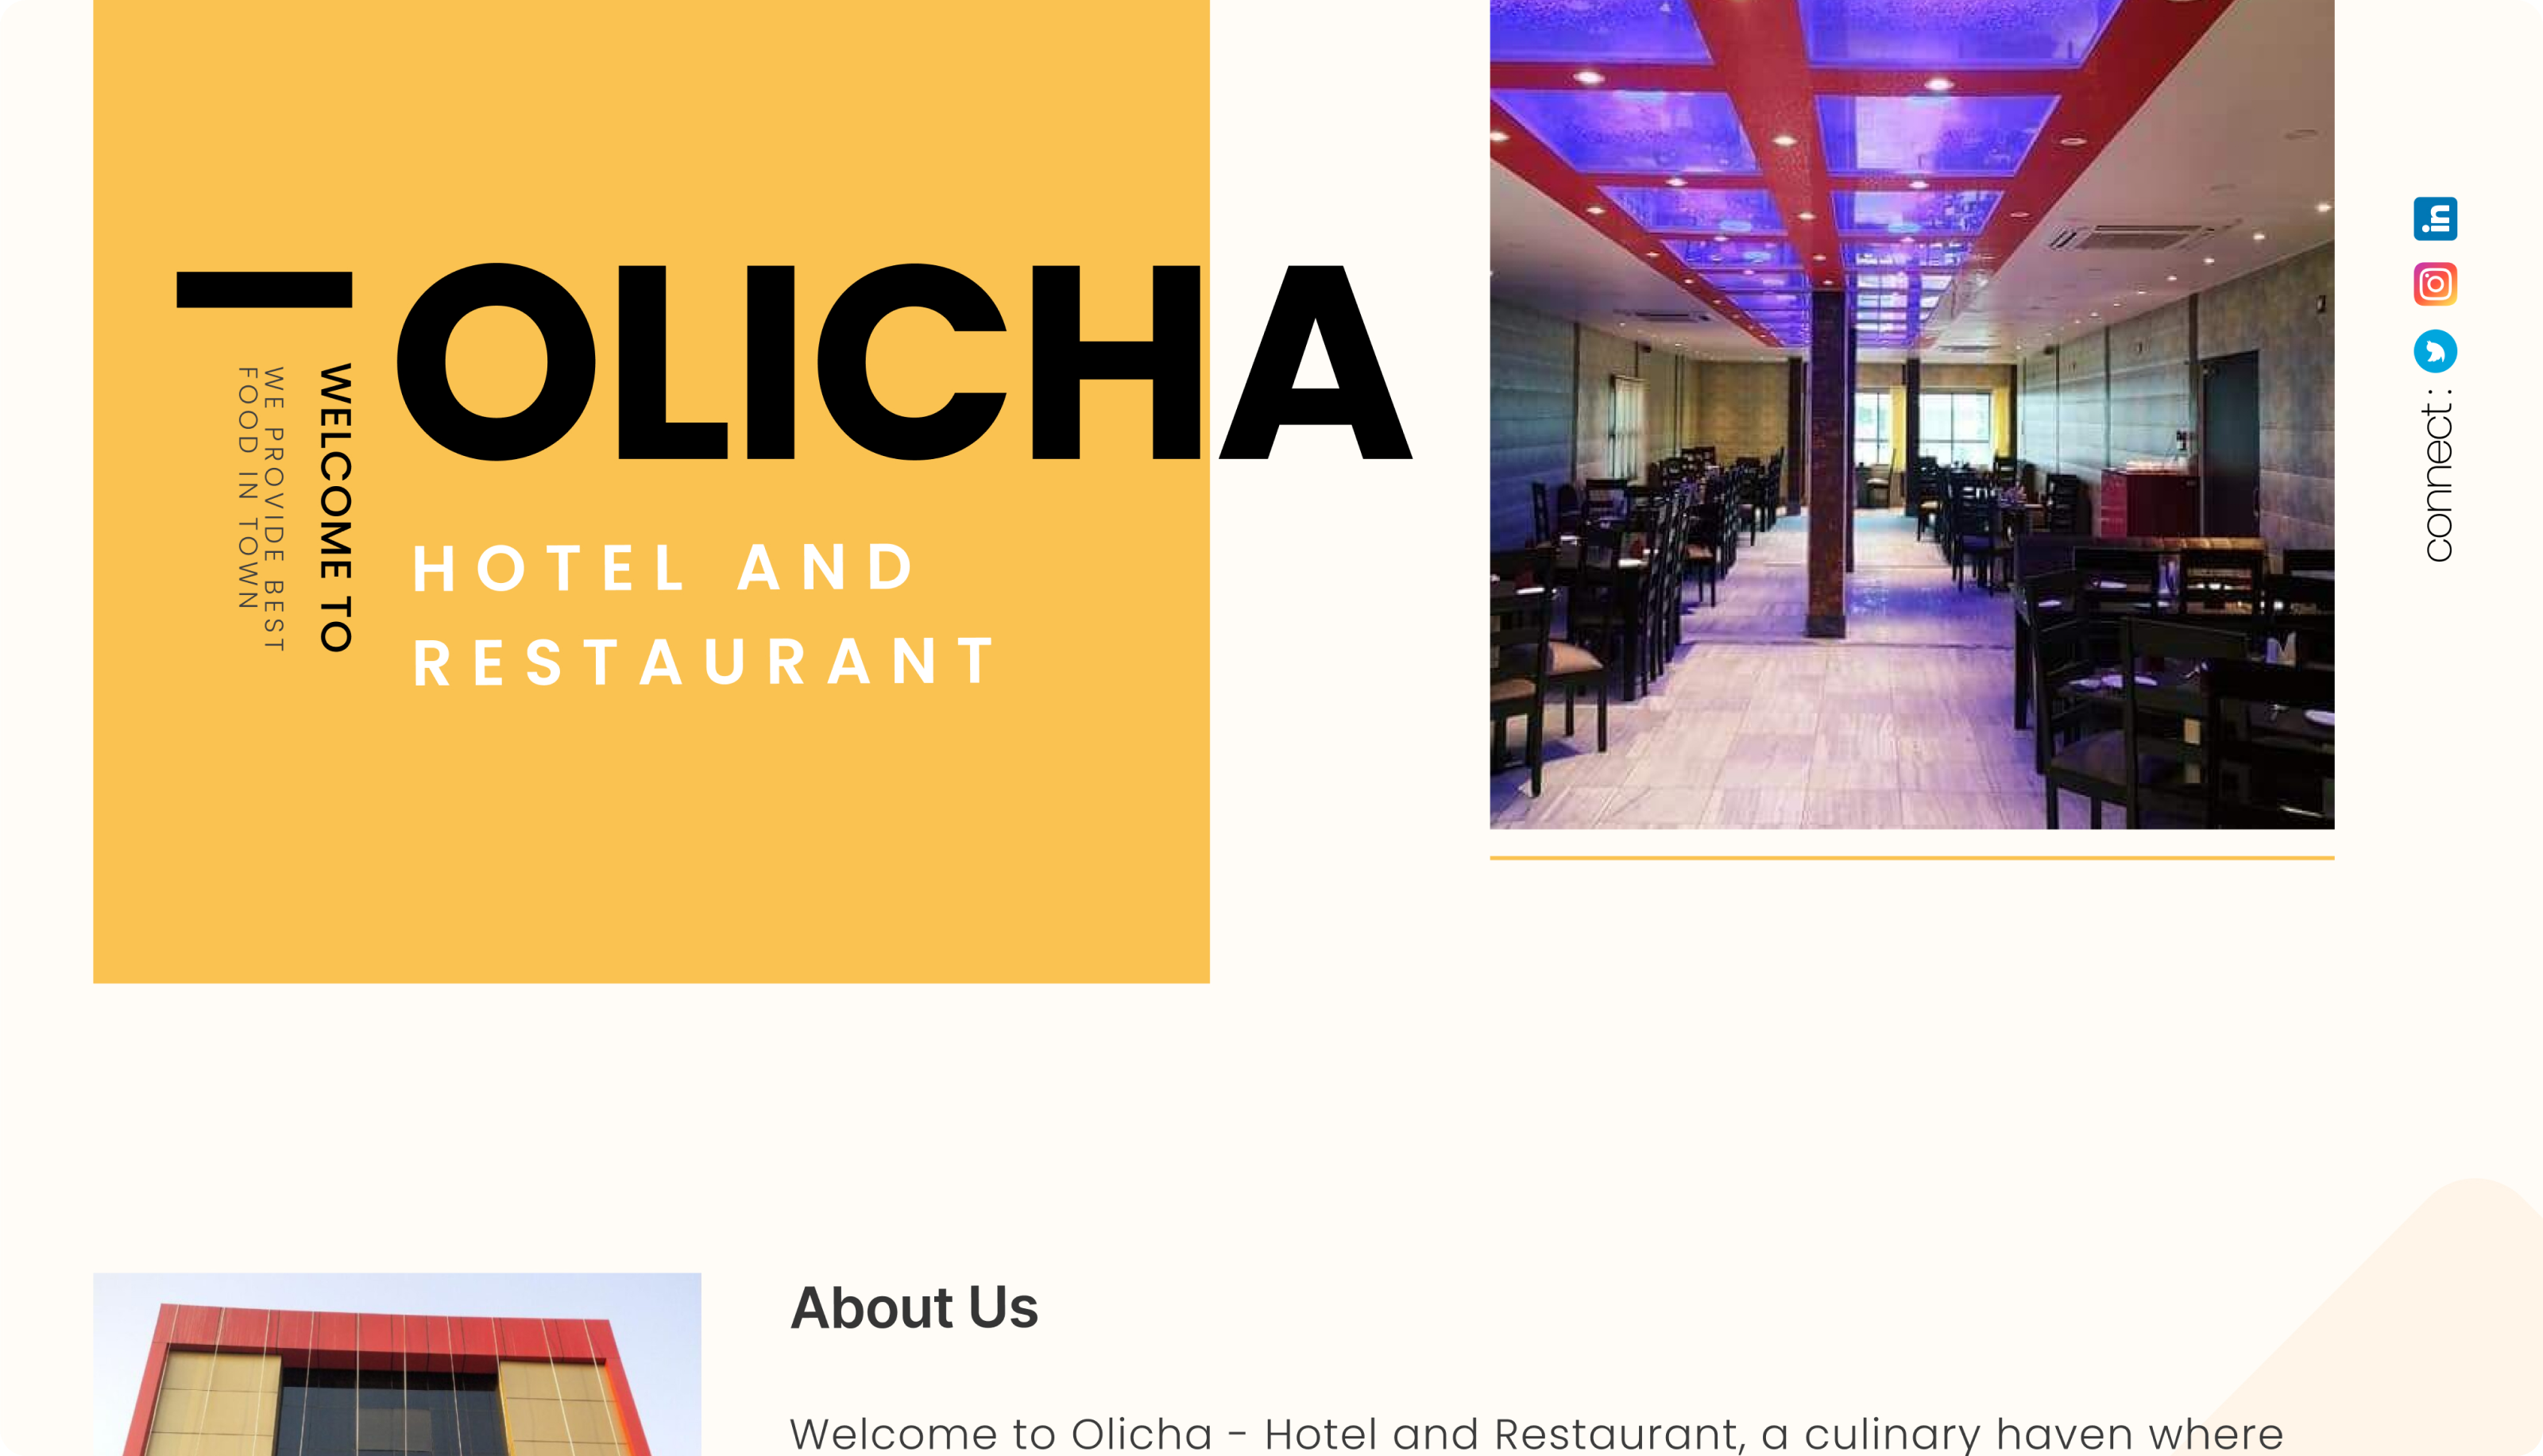 WELCOME TO
WE PROVIDE BEST
FOOD IN TOWN
OLICHA
HOTEL AND
RESTAURANT
in
connect :
About Us
Welcome to Olicha - Hotel and Restaurant, a culinary haven where